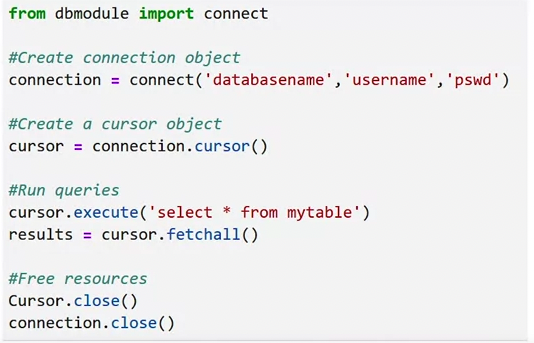 from dbmodule import connect
#Create connection object
connection = connect('databasename','username','pswd')
#Create a cursor object
cursor = connection.cursor()
#Run queries
cursor.execute('select * from mytable')
results = cursor.fetchall()
#Free resources
Cursor.close()
connection.close()